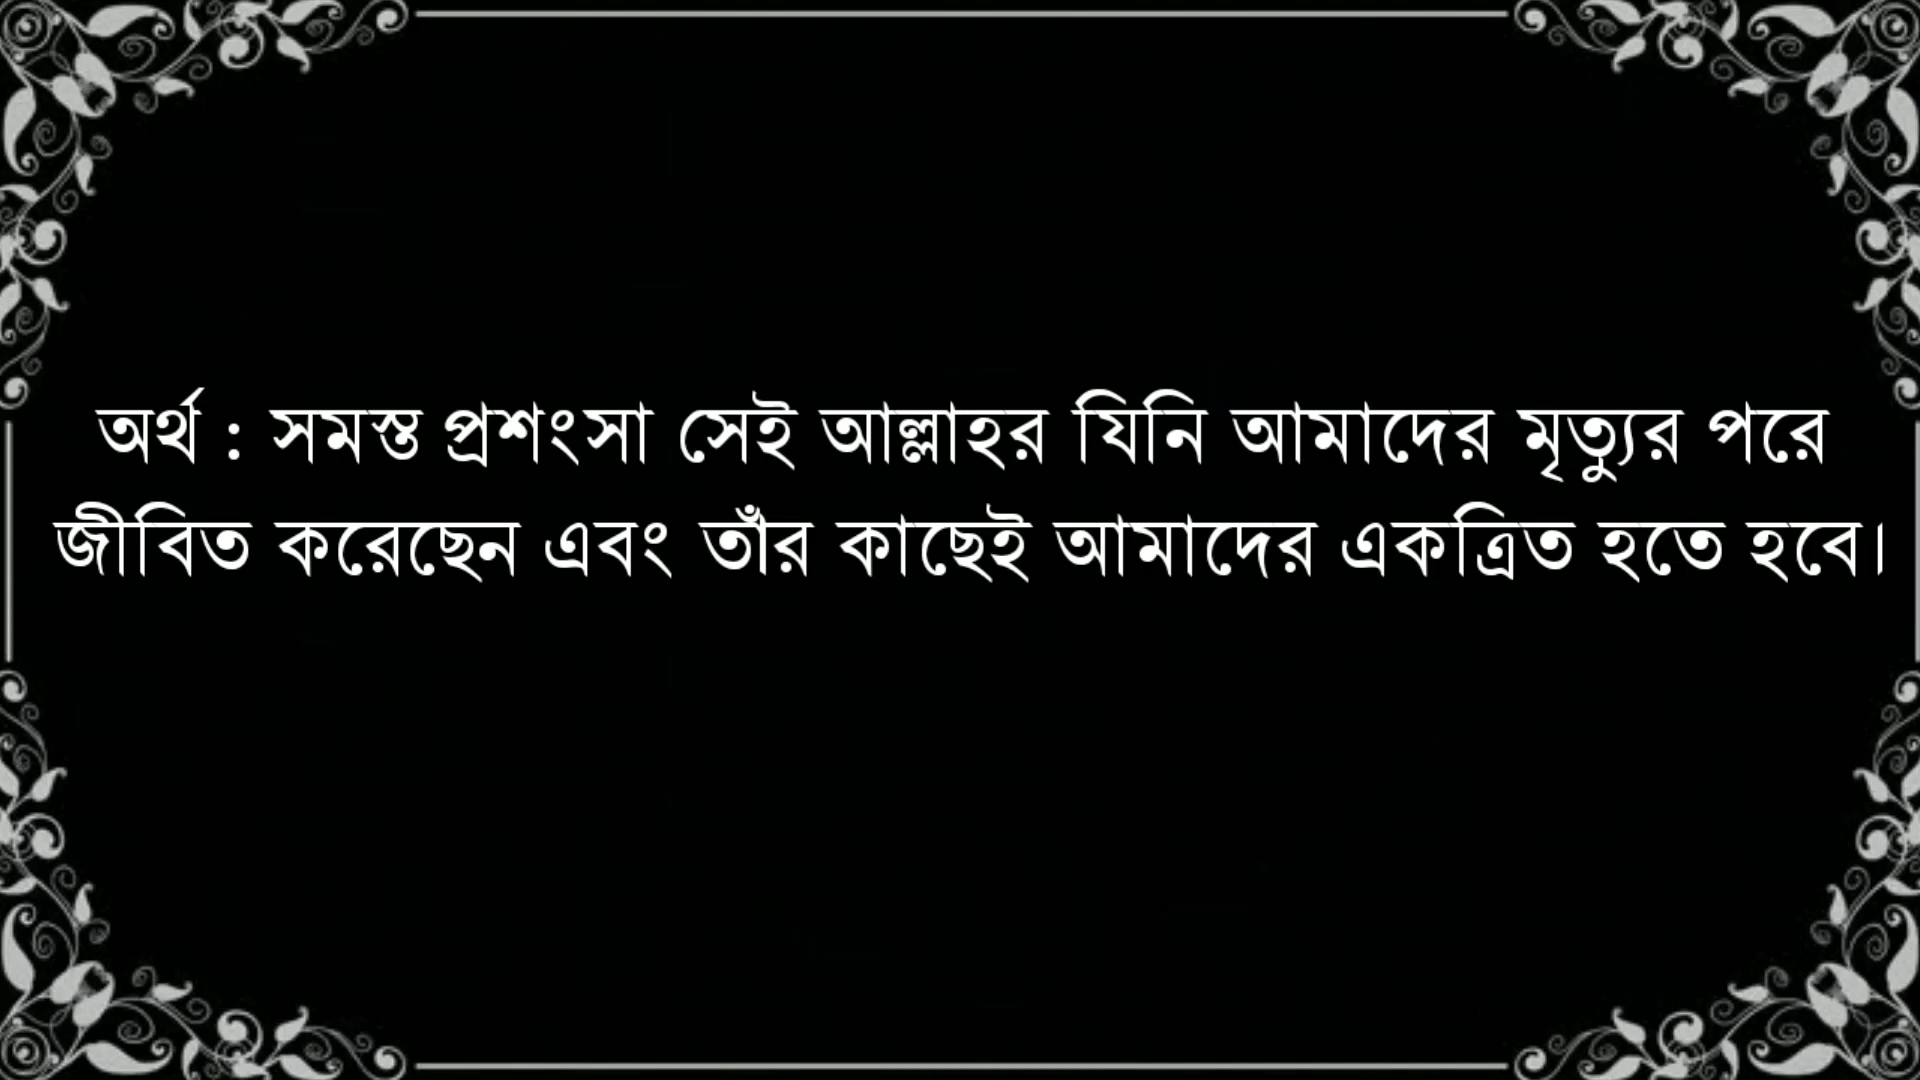 অর্থ : সমস্ত প্রশংসা সেই আল্লাহর যিনি আমাদের মৃত্যুর পরে
জীবিত করেছেন এবং তাঁর কাছেই আমাদের একত্রিত হতে হবে।